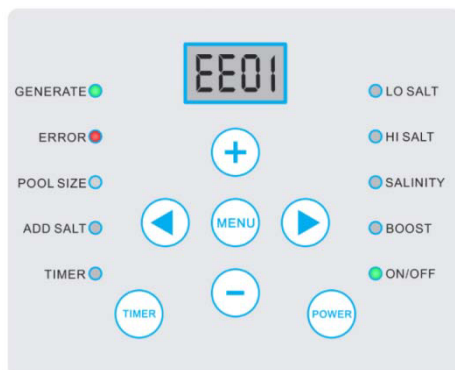 EE01
GENERATE
LO SALT
ERROR
HI SALT
POOL SIZE
SALINITY
ADD SALT
MENU
BOOST
TIMER
ON/OFF
TIMER
POWER